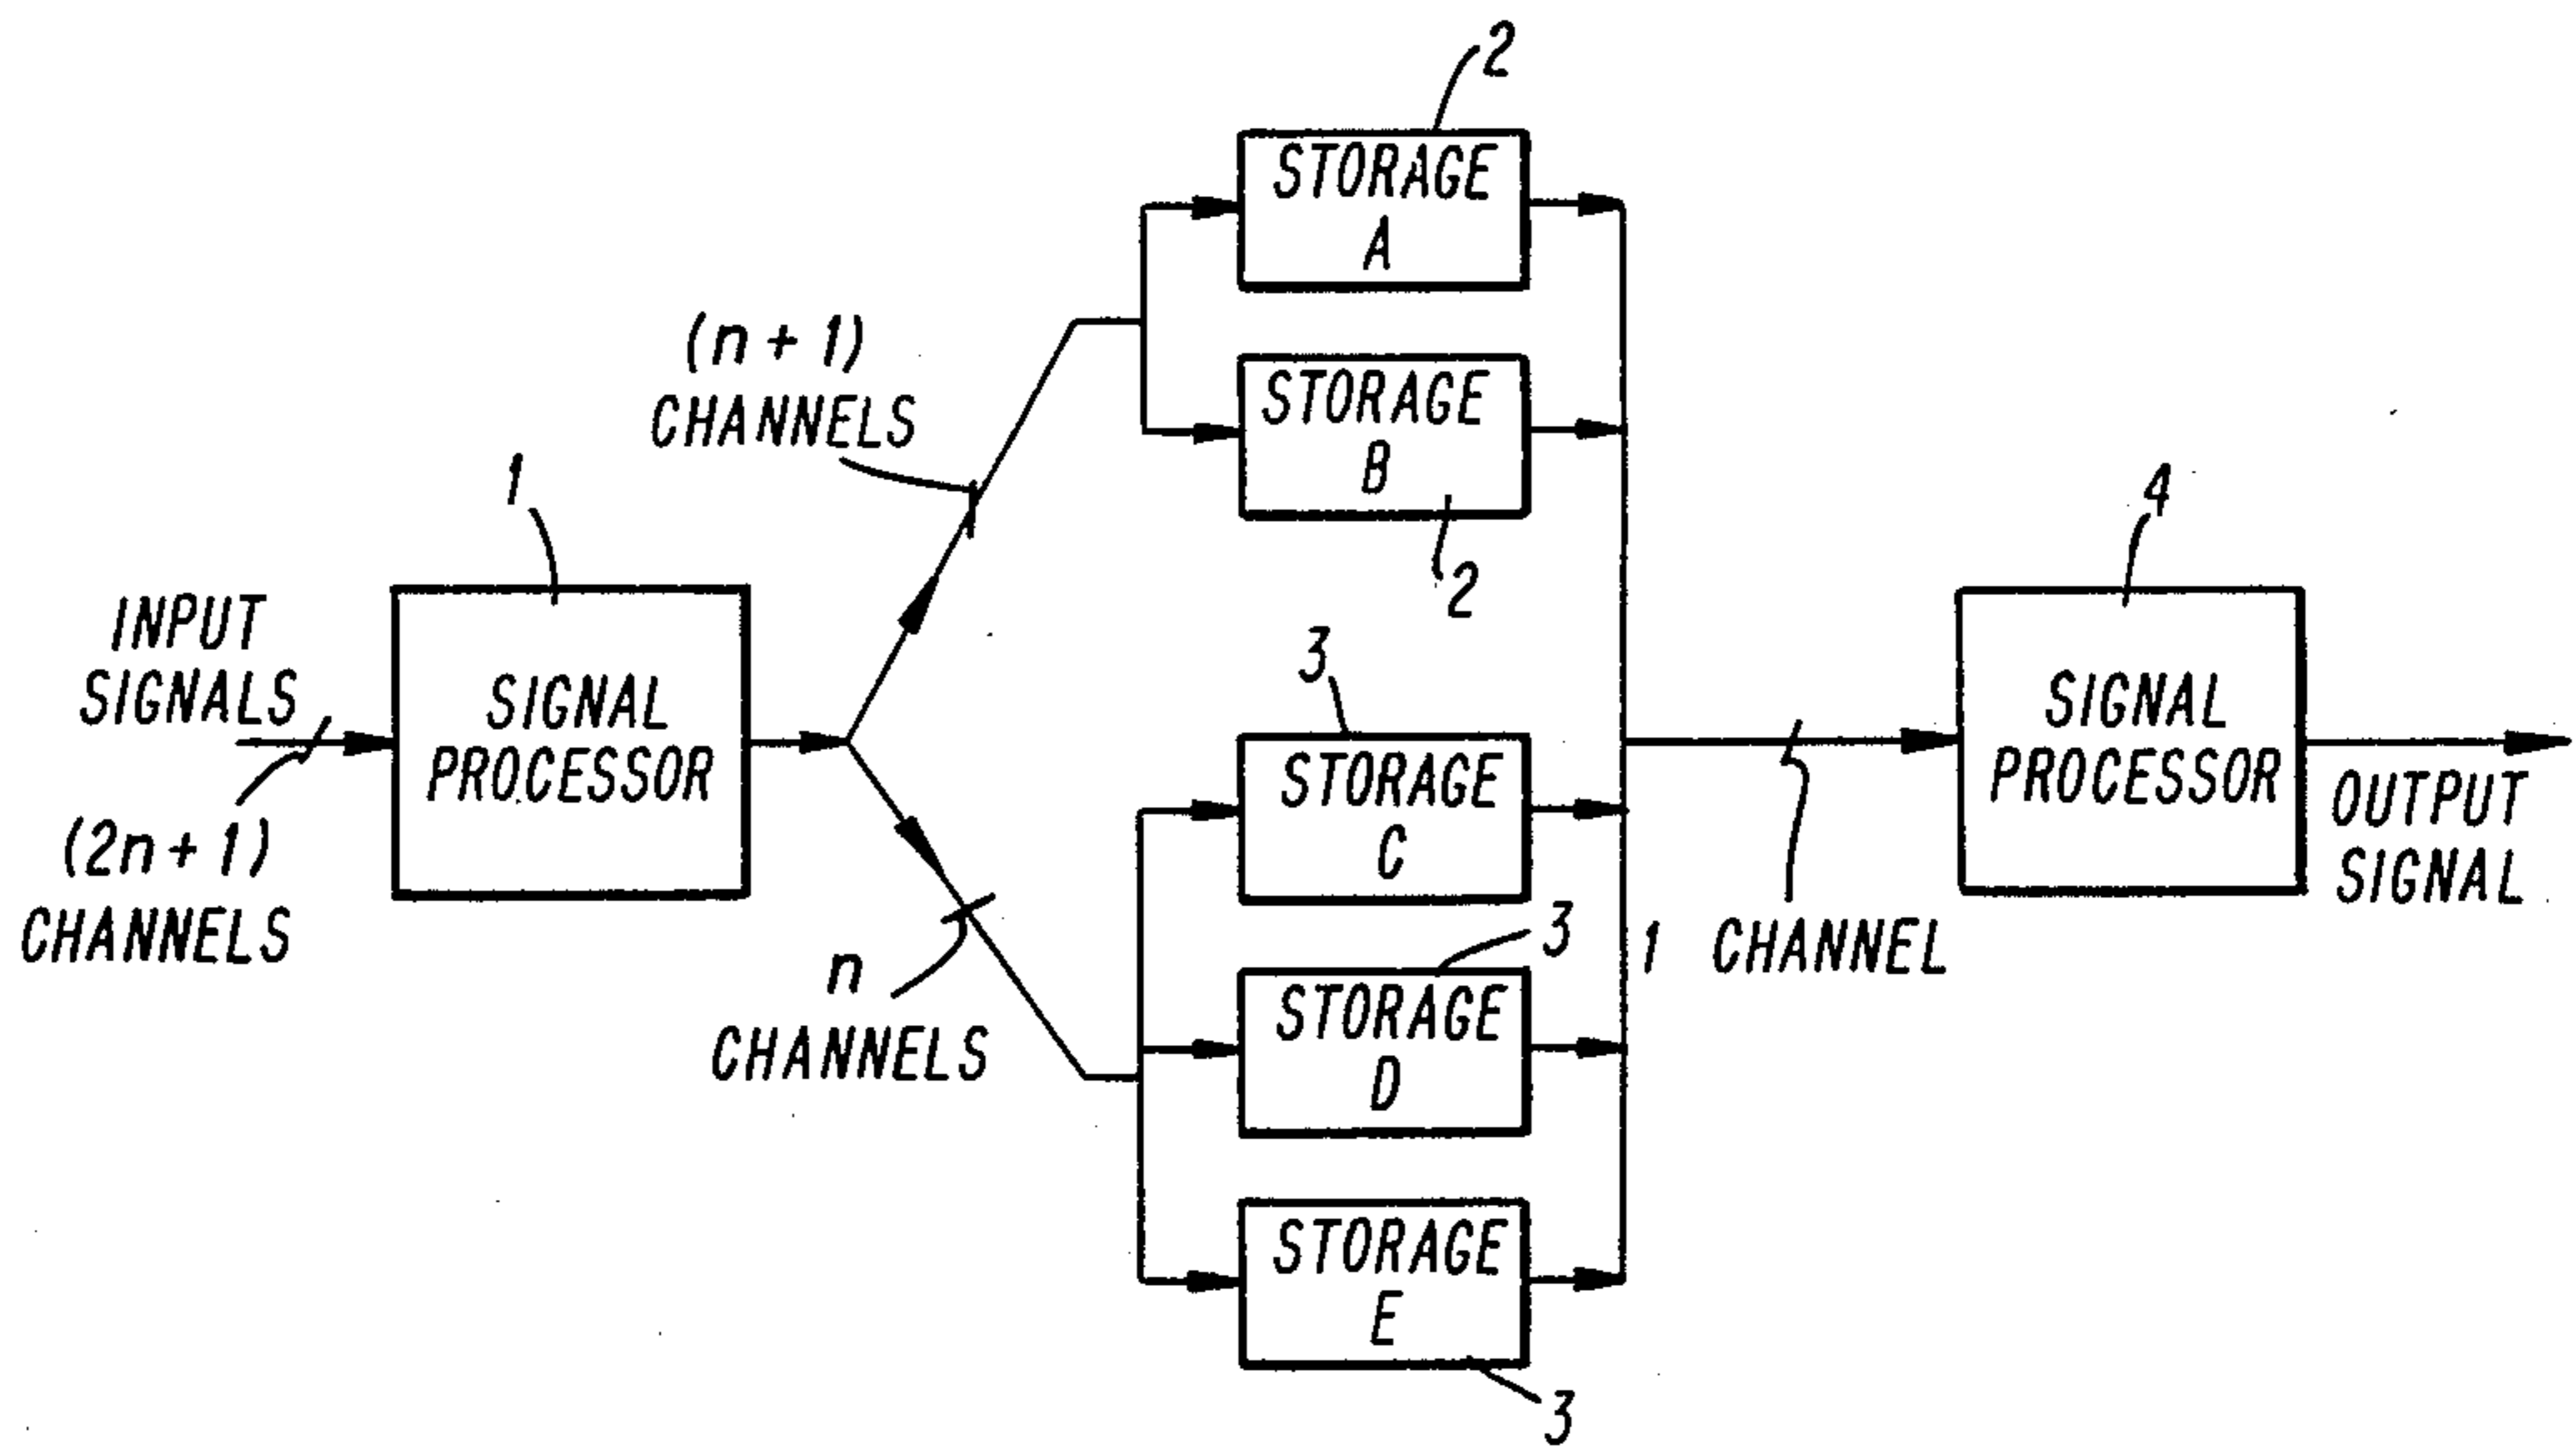 2
STORAGE
A
(n + 1)
CHANNELS
STORAGE
B
2
1
INPUT
SIGNALS
(2n + 1)
CHANNELS
SIGNAL
PROCESSOR
n
CHANNELS
3
STORAGE
C
3
STORAGE
D
STORAGE
E
3
1 CHANNEL
4
SIGNAL
PROCESSOR
OUTPUT
SIGNAL